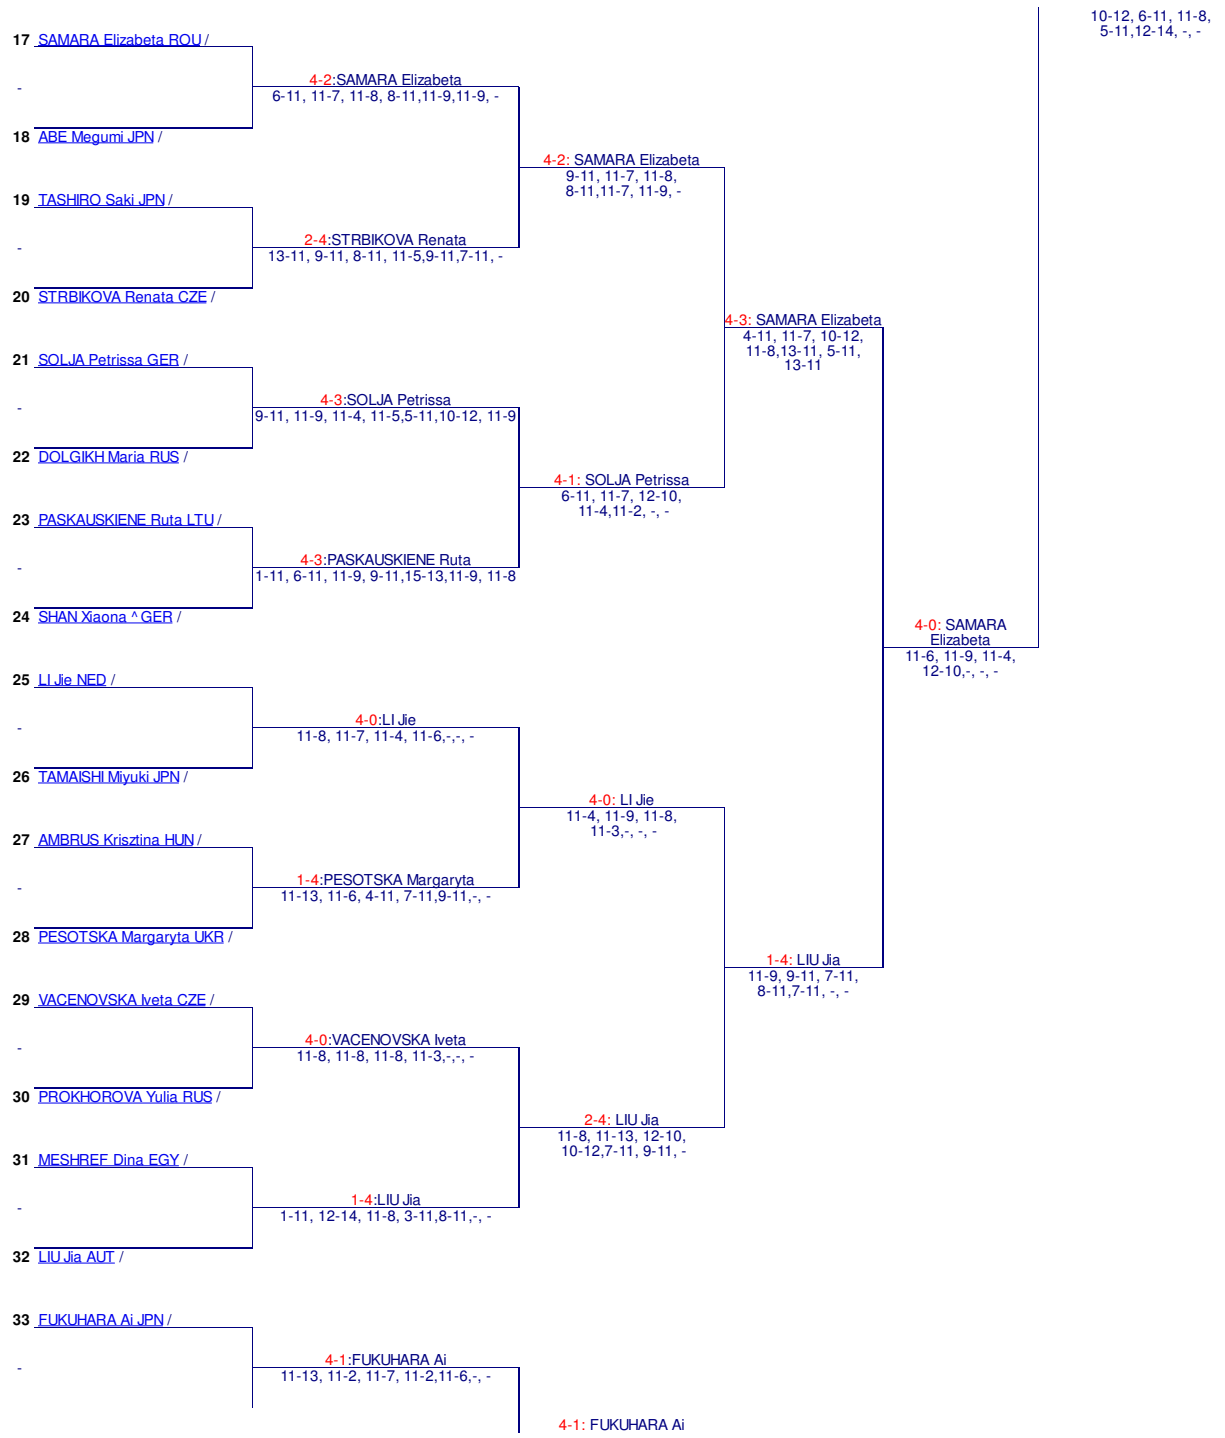 10-12, 6-11, 11-8,
5-11,12-14, -, -
17 SAMARA Elizabeta ROU /
4-2:SAMARA Elizabeta
-
6-11, 11-7, 11-8, 8-11,11-9,11-9, -
18 ABE Megumi JPN /
4-2: SAMARA Elizabeta
9-11, 11-7, 11-8,
8-11,11-7, 11-9, -
19 TASHIRO Saki JPN /
2-4:STRBIKOVA Renata
-
13-11, 9-11, 8-11, 11-5,9-11,7-11, -
20 STRBIKOVA Renata CZE /
4-3: SAMARA Elizabeta
4-11, 11-7, 10-12,
11-8,13-11, 5-11,
13-11
21 SOLJA Petrissa GER /
4-3:SOLJA Petrissa
-
9-11, 11-9, 11-4, 11-5,5-11,10-12, 11-9
22 DOLGIKH Maria RUS /
4-1: SOLJA Petrissa
6-11, 11-7, 12-10,
11-4,11-2, -, -
23 PASKAUSKIENE Ruta LTU /
4-3:PASKAUSKIENE Ruta
-
1-11, 6-11, 11-9, 9-11,15-13,11-9, 11-8
24 SHAN Xiaona ^ GER /
4-0: SAMARA
Elizabeta
11-6, 11-9, 11-4,
12-10,-, -, -
25 LI Jie NED /
4-0:LI Jie
-
11-8, 11-7, 11-4, 11-6,-,-, -
26 TAMAISHI Miyuki JPN /
4-0: LI Jie
11-4, 11-9, 11-8,
11-3,-, -, -
27 AMBRUS Krisztina HUN /
1-4:PESOTSKA Margaryta
-
11-13, 11-6, 4-11, 7-11,9-11,-, -
28 PESOTSKA Margaryta UKR /
1-4: LIU Jia
11-9, 9-11, 7-11,
8-11,7-11, -, -
29 VACENOVSKA Iveta CZE /
4-0:VACENOVSKA Iveta
-
11-8, 11-8, 11-8, 11-3,-,-, -
30 PROKHOROVA Yulia RUS /
2-4: LIU Jia
11-8, 11-13, 12-10,
10-12,7-11, 9-11, -
31 MESHREF Dina EGY /
1-4:LIU Jia
-
1-11, 12-14, 11-8, 3-11,8-11,-, -
32 LIU Jia AUT /
33 FUKUHARA Ai JPN /
4-1:FUKUHARA Ai
-
11-13, 11-2, 11-7, 11-2,11-6,-, -
4-1: FUKUHARA Ai